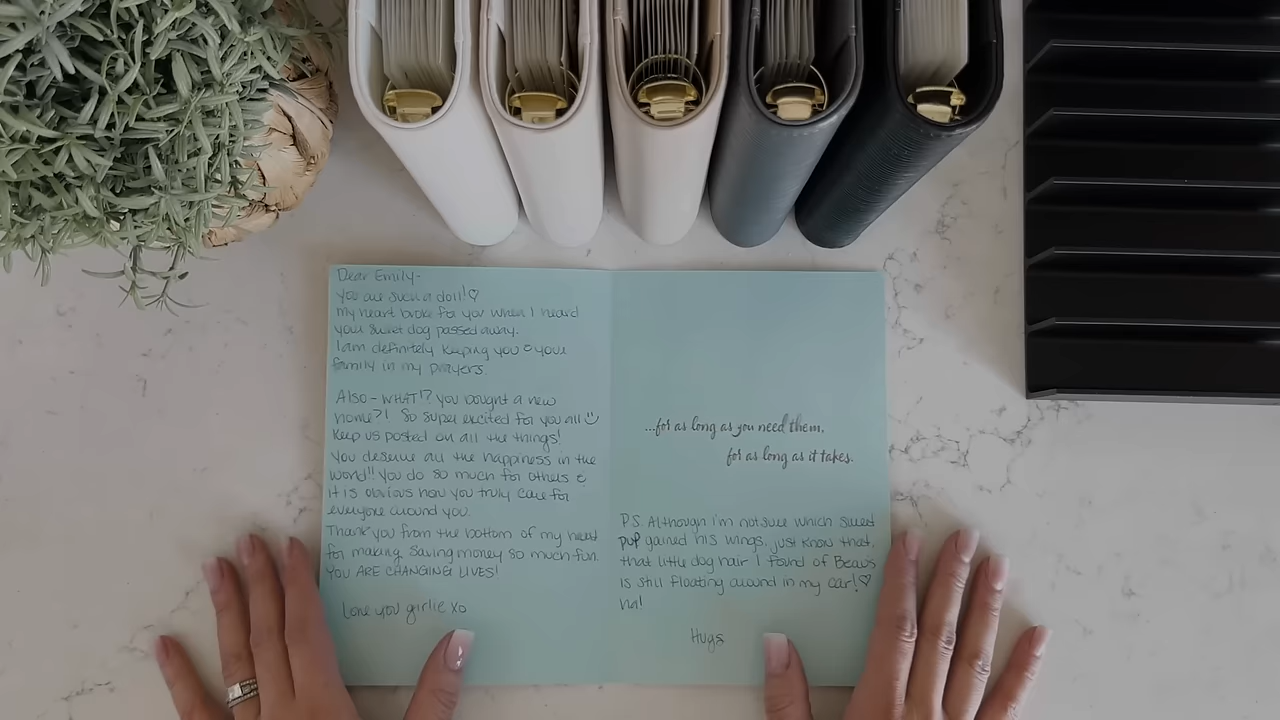 Dear Emily-
You are such a doll!♡
My heart broke for you when I heard
your sweet dog passed away.
I am definitely keeping you & your
family in my prayers.
Also - WHAT!? you bought a new
home?! So super excited for you all
Keep us posted on all the things!
You deserve all the happiness in the
world!! You do so much for others &
it is obvious how you truly care for
everyone around you.
Thank you from the bottom of my heart
for making saving money so much fun.
YOU ARE CHANGING LIVES!
Love you girlie xo
...for as long as you need them,
for as long as it takes.
PS. Although i'm not sure which sweet
pup gained his wings, just know that,
that little dog hair I found of Beau's
is still floating around in my car!♡
ha!
Hugs